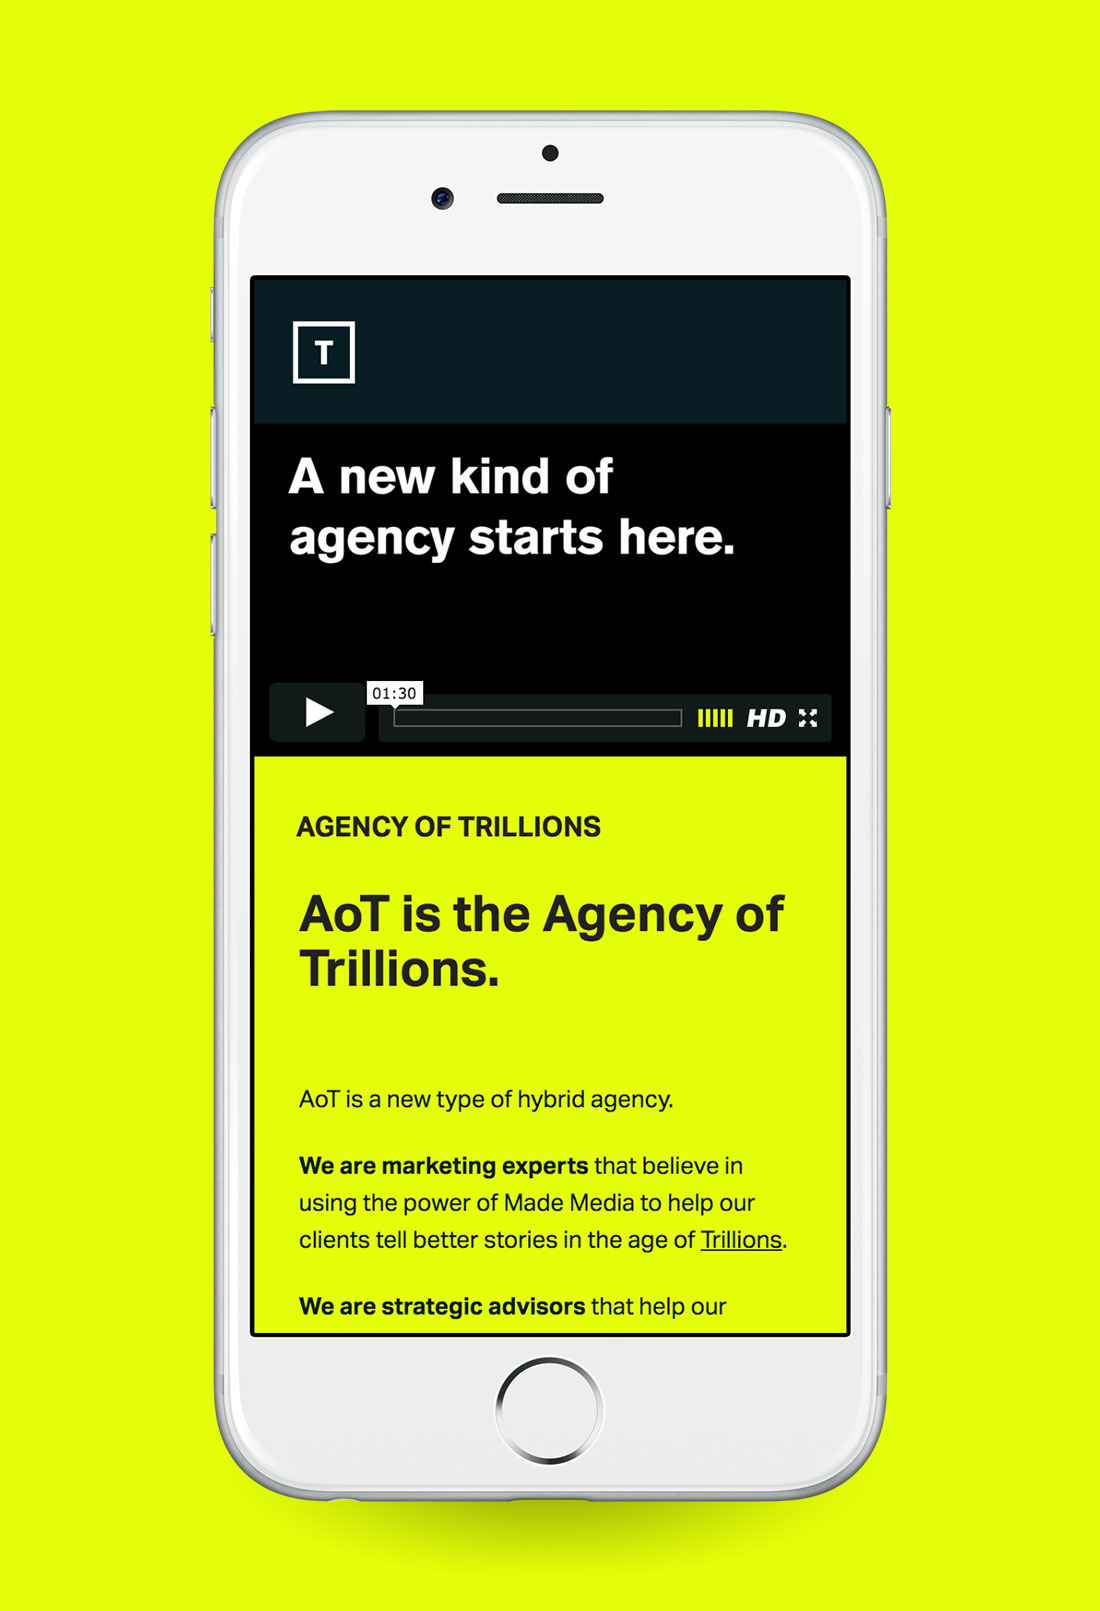 T
A new kind of
agency starts here.
01:30
HD
AGENCY OF TRILLIONS
AoT is the Agency of
Trillions.
AoT is a new type of hybrid agency.
We are marketing experts that believe in
using the power of Made Media to help our
clients tell better stories in the age of Trillions.
We are strategic advisors that help our